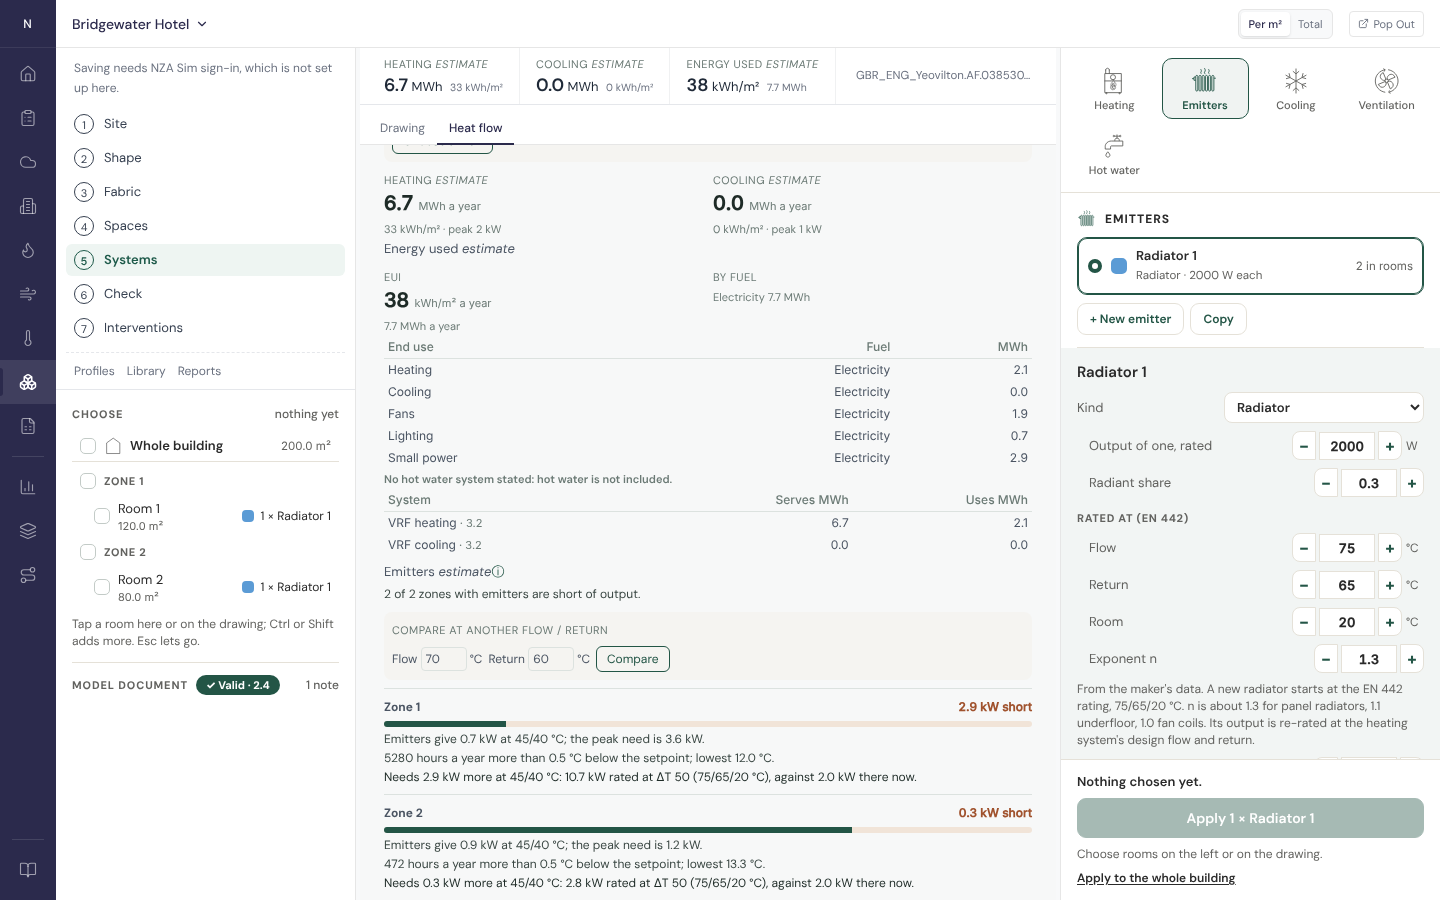 N
Bridgewater Hotel
Per m²
Total
Pop Out
Saving needs NZA Sim sign-in, which is not set
up here.
1 Site
2 Shape
3 Fabric
4 Spaces
5 Systems
6 Check
7 Interventions
Profiles Library Reports
CHOOSE nothing yet
Whole building 200.0 m²
ZONE 1
Room 1
120.0 m²
1 × Radiator 1
ZONE 2
Room 2
80.0 m²
1 × Radiator 1
Tap a room here or on the drawing; Ctrl or Shift
adds more. Esc lets go.
MODEL DOCUMENT ✓ Valid · 2.4 1 note
HEATING ESTIMATE
6.7 MWh 33 kWh/m²
COOLING ESTIMATE
0.0 MWh 0 kWh/m²
ENERGY USED ESTIMATE
38 kWh/m² 7.7 MWh
GBR_ENG_Yeovilton.AF.038530...
Drawing Heat flow
HEATING ESTIMATE
6.7 MWh a year
33 kWh/m² · peak 2 kW
COOLING ESTIMATE
0.0 MWh a year
0 kWh/m² · peak 1 kW
Energy used estimate
EUI
38 kWh/m² a year
7.7 MWh a year
BY FUEL
Electricity 7.7 MWh
End use Fuel MWh
Heating Electricity 2.1
Cooling Electricity 0.0
Fans Electricity 1.9
Lighting Electricity 0.7
Small power Electricity 2.9
No hot water system stated: hot water is not included.
System Serves MWh Uses MWh
VRF heating · 3.2 6.7 2.1
VRF cooling · 3.2 0.0 0.0
Emitters estimate ⓘ
2 of 2 zones with emitters are short of output.
COMPARE AT ANOTHER FLOW / RETURN
Flow 70 °C Return 60 °C Compare
Zone 1 2.9 kW short
Emitters give 0.7 kW at 45/40 °C; the peak need is 3.6 kW.
5280 hours a year more than 0.5 °C below the setpoint; lowest 12.0 °C.
Needs 2.9 kW more at 45/40 °C: 10.7 kW rated at ΔT 50 (75/65/20 °C), against 2.0 kW there now.
Zone 2 0.3 kW short
Emitters give 0.9 kW at 45/40 °C; the peak need is 1.2 kW.
472 hours a year more than 0.5 °C below the setpoint; lowest 13.3 °C.
Needs 0.3 kW more at 45/40 °C: 2.8 kW rated at ΔT 50 (75/65/20 °C), against 2.0 kW there now.
Heating
Emitters
Cooling
Ventilation
Hot water
EMITTERS
Radiator 1
Radiator · 2000 W each
2 in rooms
+ New emitter
Copy
Radiator 1
Kind Radiator
Output of one, rated − 2000 + W
Radiant share − 0.3 +
RATED AT (EN 442)
Flow − 75 + °C
Return − 65 + °C
Room − 20 + °C
Exponent n − 1.3 +
From the maker's data. A new radiator starts at the EN 442
rating, 75/65/20 °C. n is about 1.3 for panel radiators, 1.1
underfloor, 1.0 fan coils. Its output is re-rated at the heating
system's design flow and return.
Nothing chosen yet.
Apply 1 × Radiator 1
Choose rooms on the left or on the drawing.
Apply to the whole building